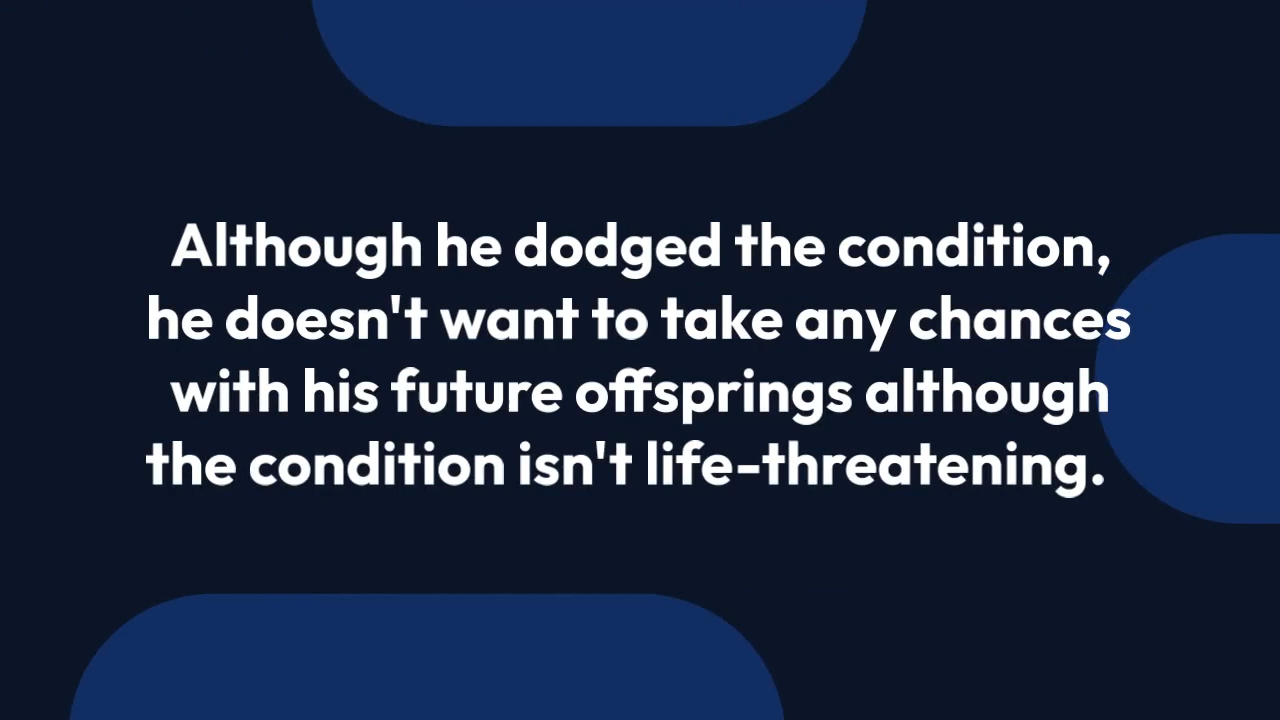 Although he dodged the condition,
he doesn't want to take any chances
with his future offsprings although
the condition isn't life-threatening.